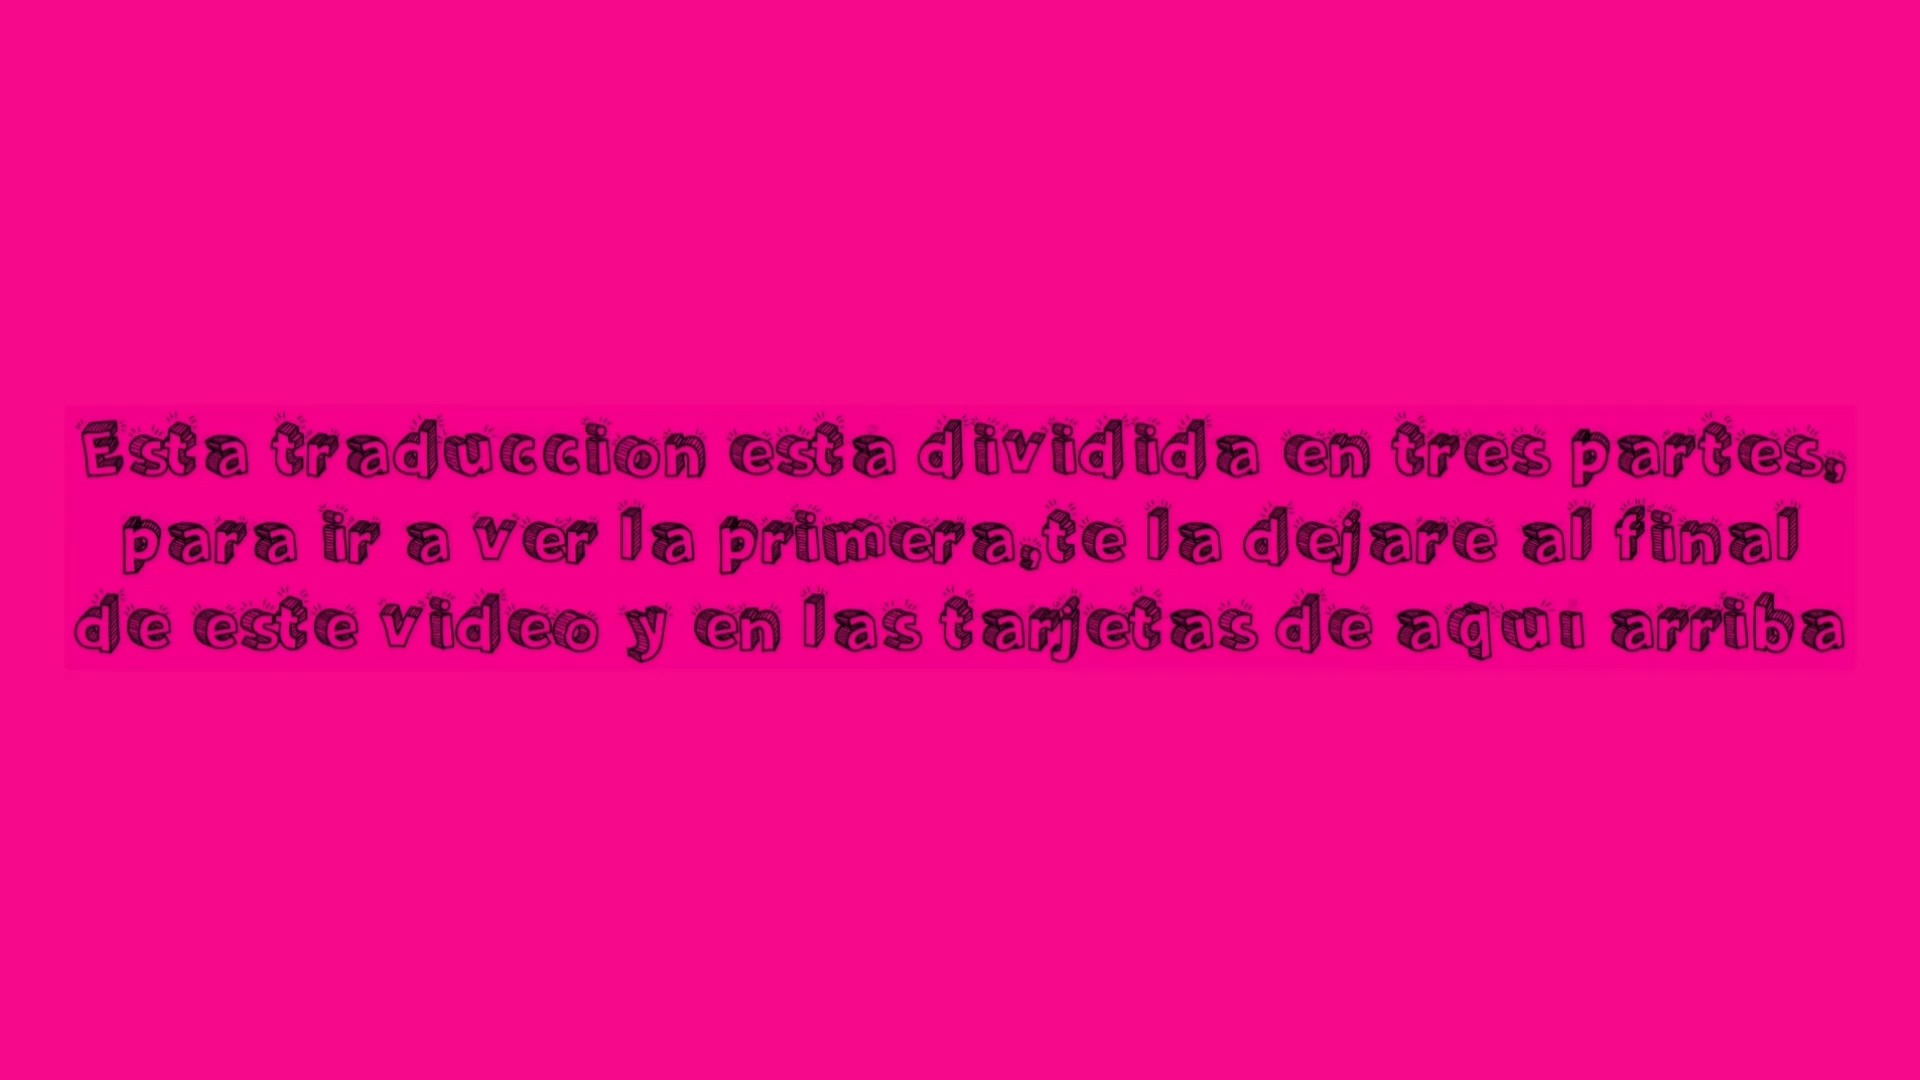 Esta traduccion esta dividida en tres partes,
para ir a ver la primera,te la dejare al final
de este video y en las tarjetas de aqui arriba